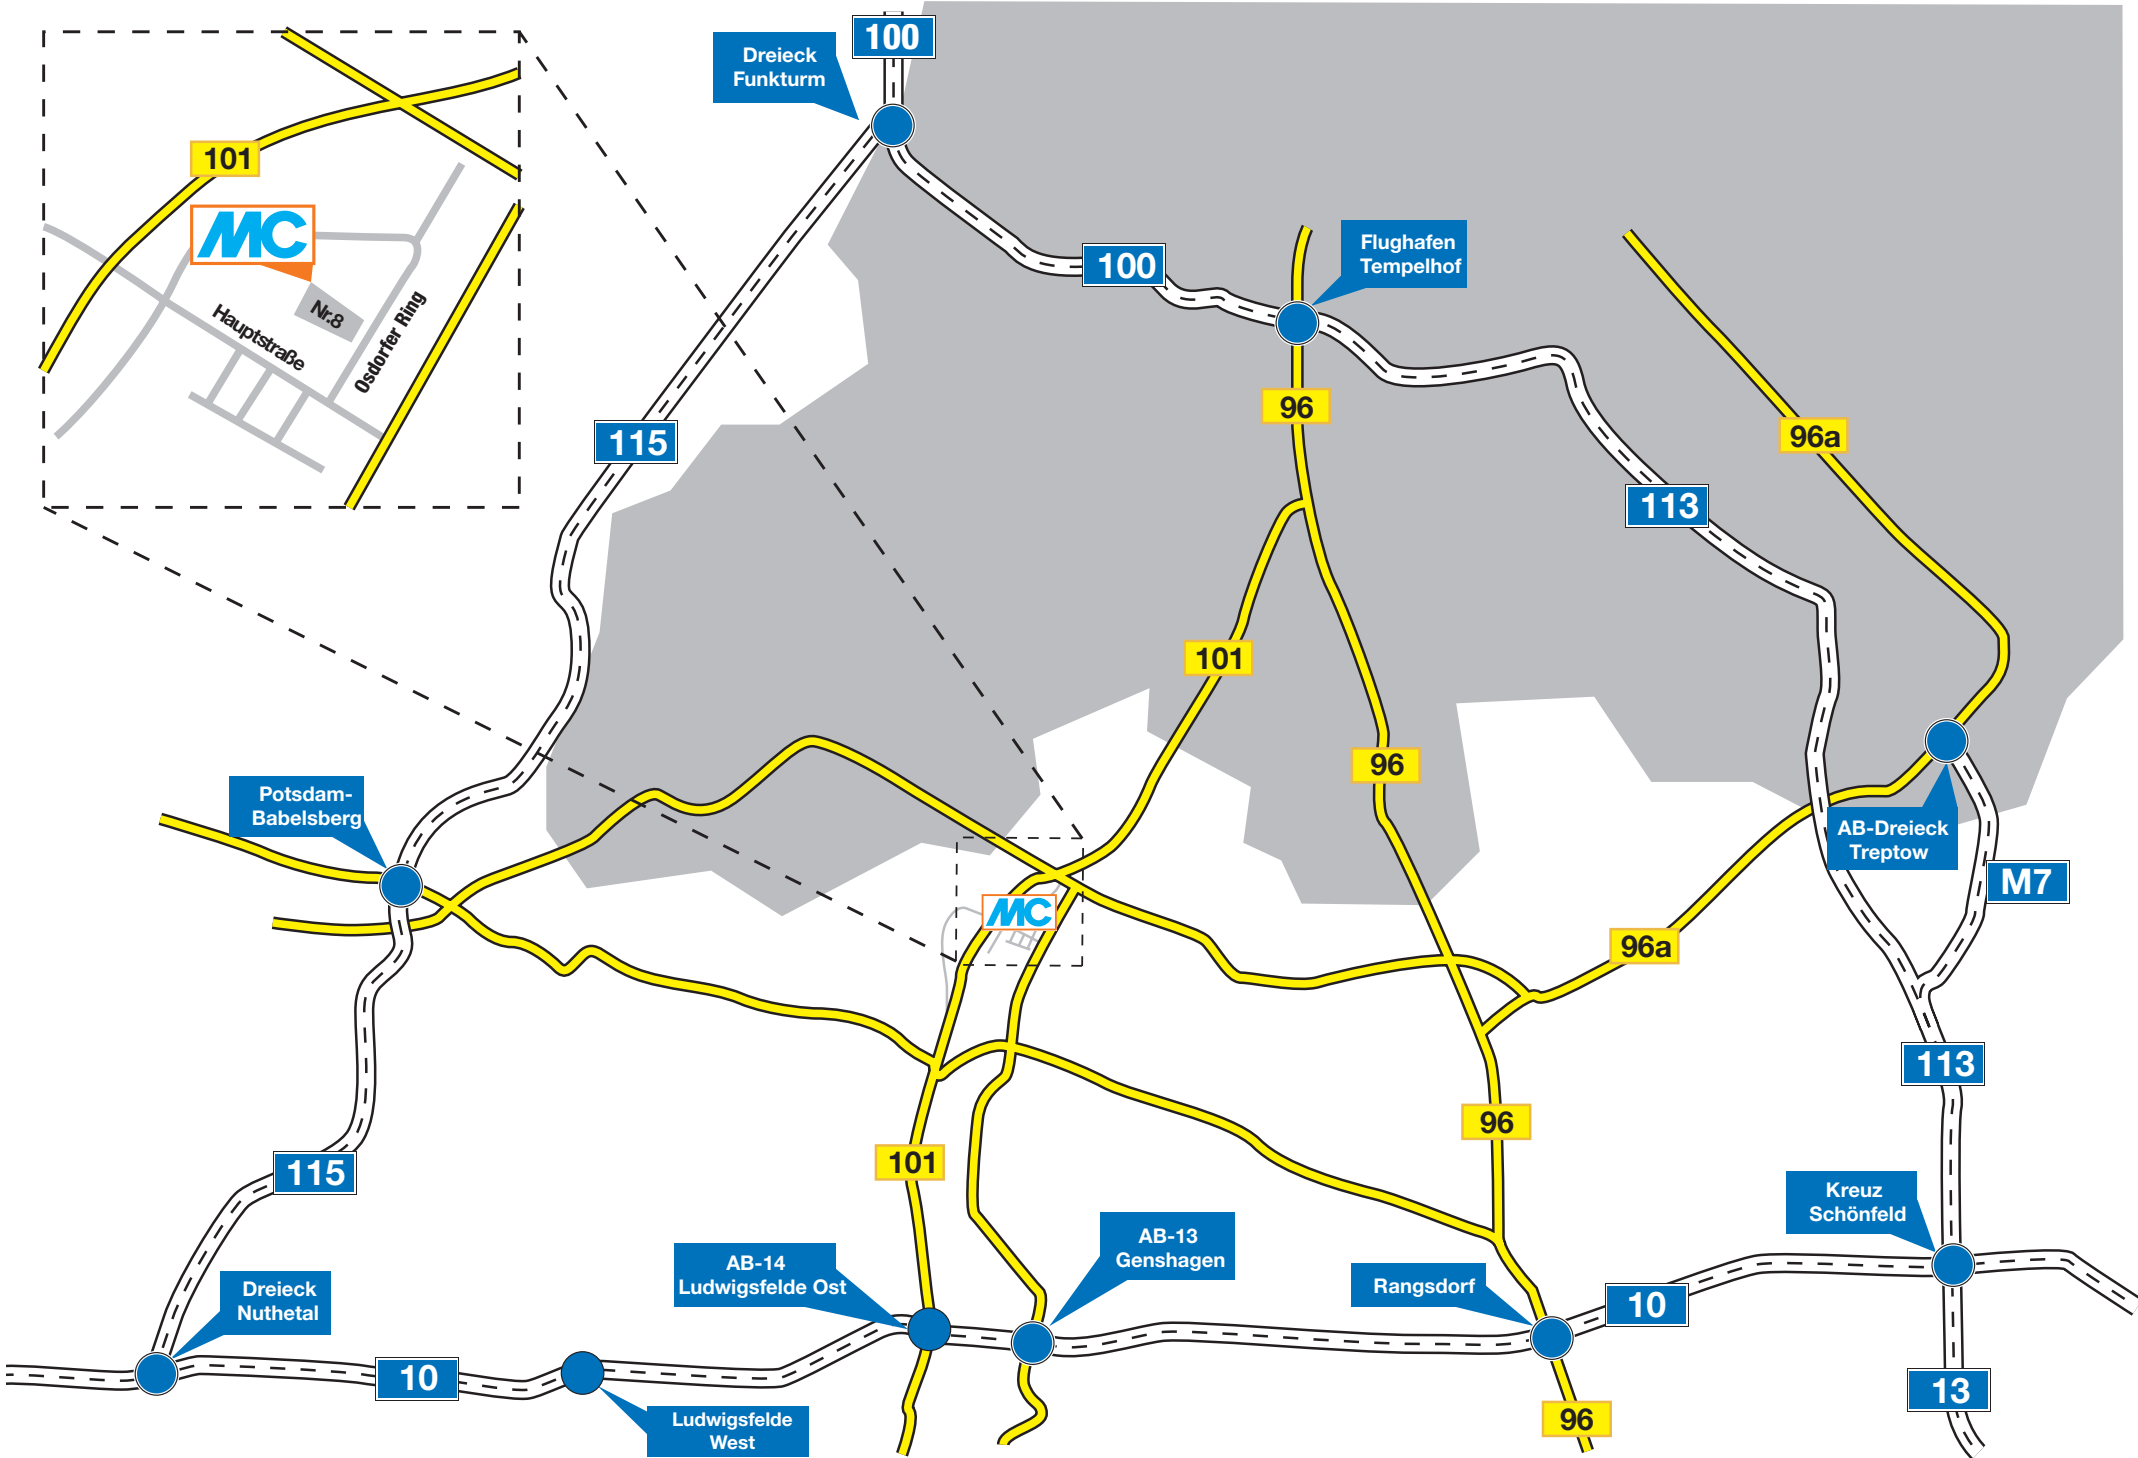 100
Dreieck
Funkturm
101
MC
Nr.8
Hauptstraße
Osdorfer Ring
Flughafen
Tempelhof
100
96
96a
115
113
101
96
Potsdam-
Babelsberg
AB-Dreieck
Treptow
M7
MC
96a
113
96
101
115
Kreuz
Schönfeld
AB-13
Genshagen
AB-14
Ludwigsfelde Ost
Rangsdorf
Dreieck
Nuthetal
10
10
13
Ludwigsfelde
West
96